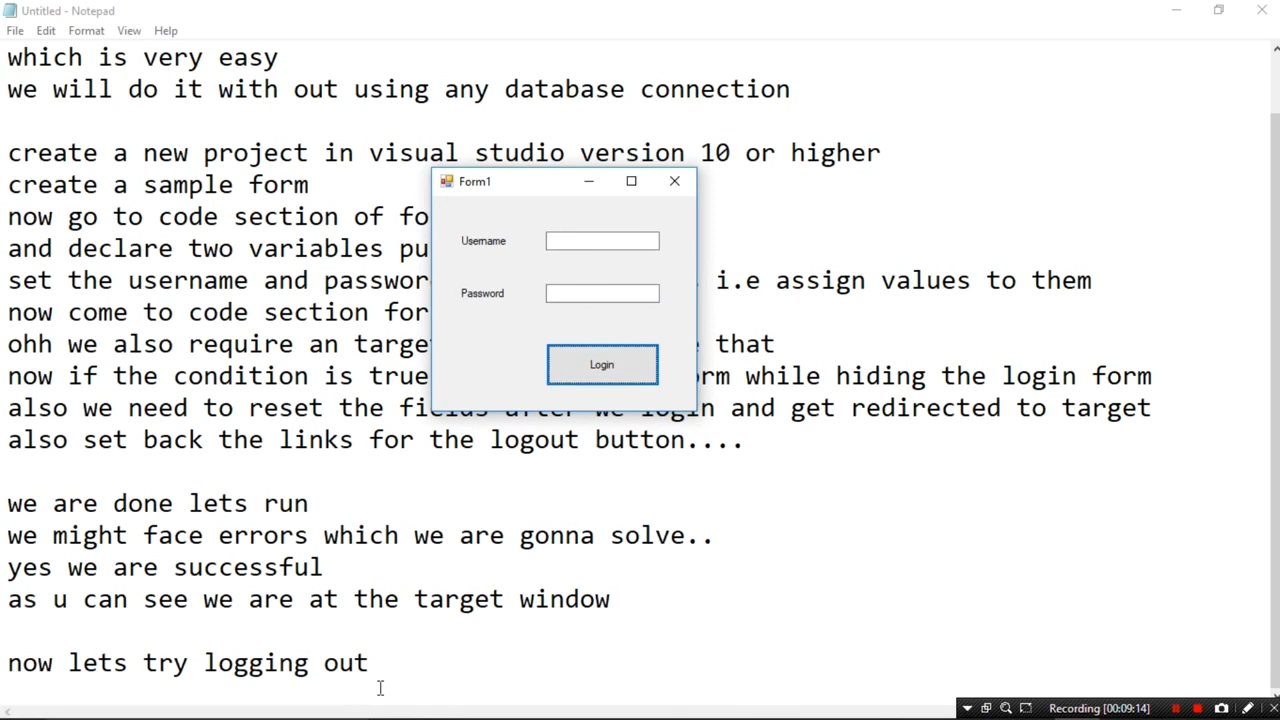 Untitled - Notepad
File Edit Format View Help
which is very easy
we will do it with out using any database connection
create a new project in visual studio version 10 or higher
create a sample form
now go to code section of fo
and declare two variables pu
set the username and passwor i.e assign values to them
now come to code section for
ohh we also require an targe that
now if the condition is true rm while hiding the login form
also we need to reset the fields after we login and get redirected to target
also set back the links for the logout button....
we are done lets run
we might face errors which we are gonna solve..
yes we are successful
as u can see we are at the target window
now lets try logging out
Form1
Username
Password
Login
Recording [00:09:14]